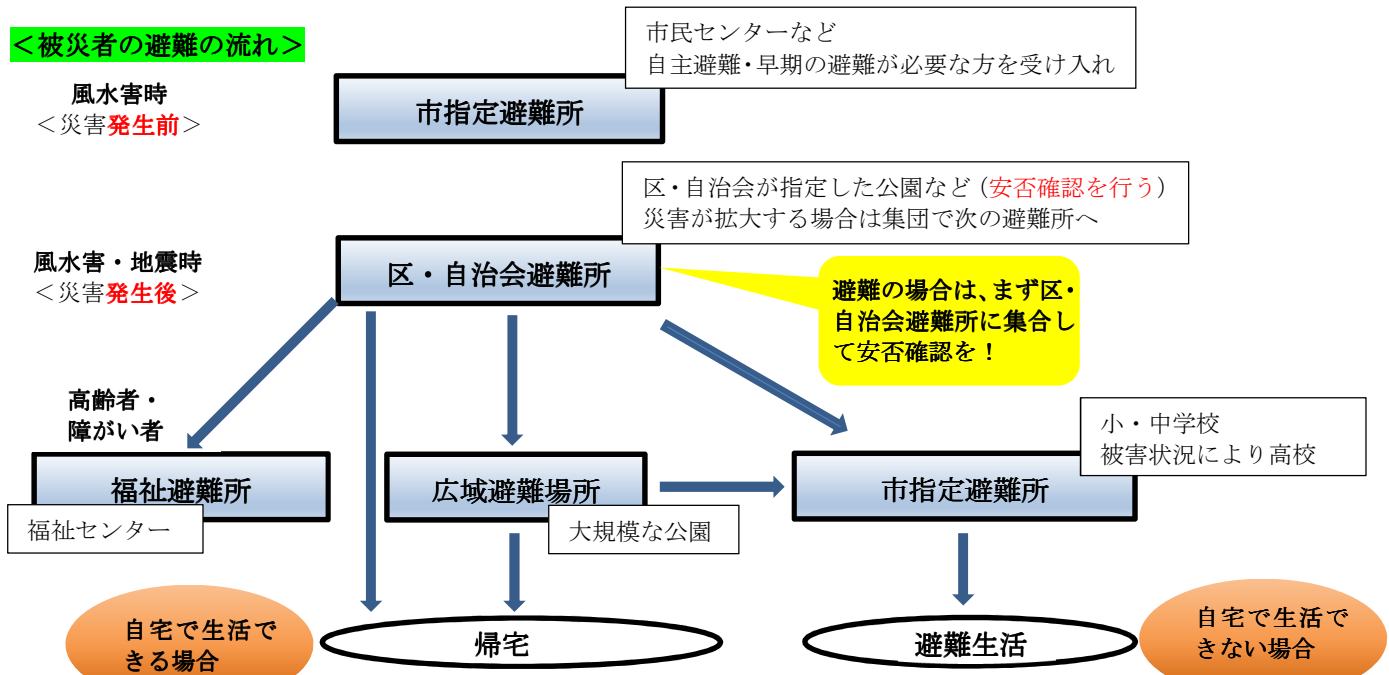 ＜被災者の避難の流れ＞
市民センターなど
自主避難・早期の避難が必要な方を受け入れ
風水害時
＜災害発生前＞
市指定避難所
区・自治会が指定した公園など（安否確認を行う）
災害が拡大する場合は集団で次の避難所へ
風水害・地震時
＜災害発生後＞
区・自治会避難所
避難の場合は、まず区・
自治会避難所に集合し
て安否確認を！
高齢者・
障がい者
小・中学校
被害状況により高校
福祉避難所
広域避難場所
市指定避難所
福祉センター
大規模な公園
自宅で生活で
きる場合
帰宅
避難生活
自宅で生活で
きない場合